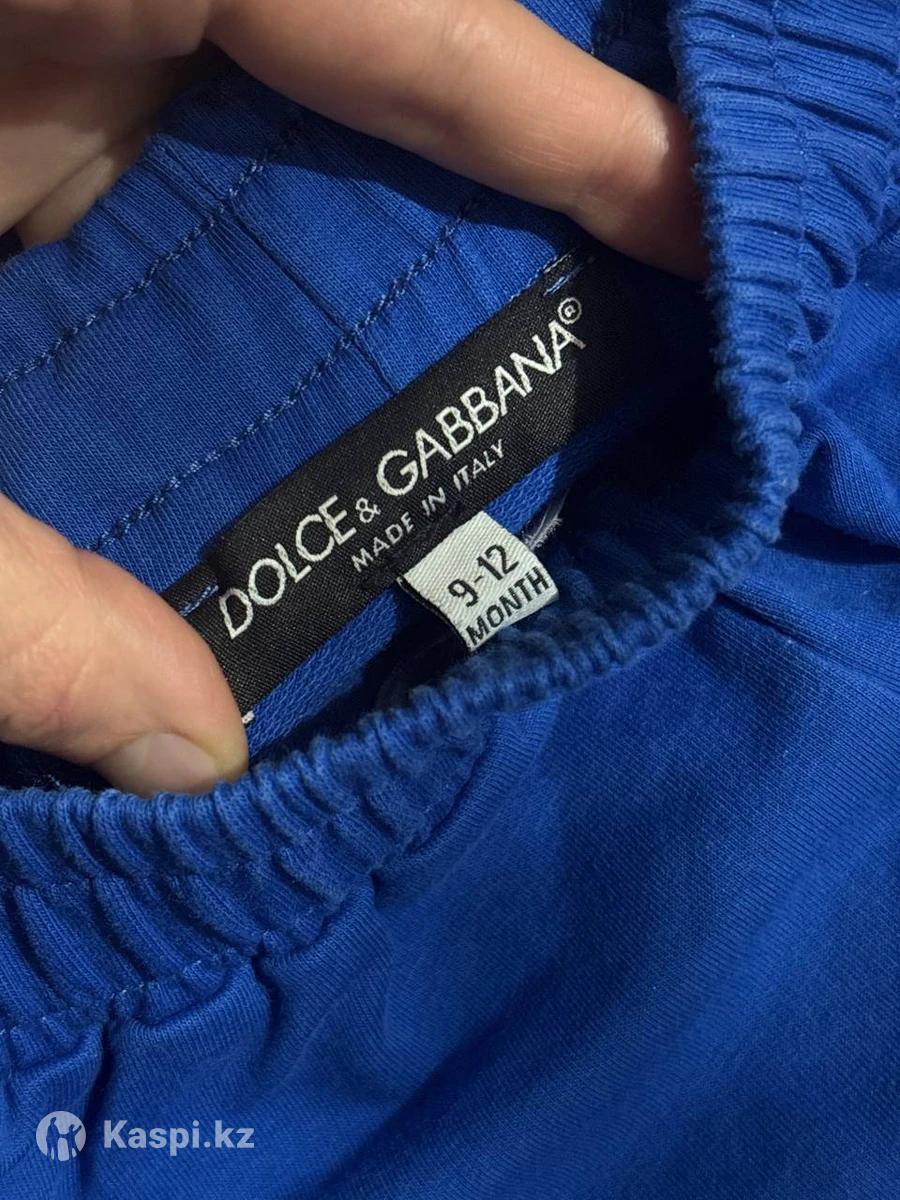 DOLCE & GABBANA®
MADE IN ITALY
9-12
MONTH
Kaspi.kz